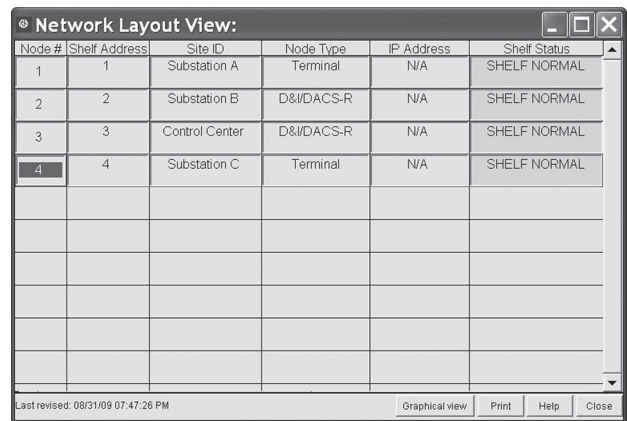 Network Layout View:
Node # Shelf Address Site ID Node Type IP Address Shelf Status
1 1 Substation A Terminal N/A SHELF NORMAL
2 2 Substation B D&I/DACS-R N/A SHELF NORMAL
3 3 Control Center D&I/DACS-R N/A SHELF NORMAL
4 4 Substation C Terminal N/A SHELF NORMAL
Last revised: 08/31/09 07:47:26 PM Graphical view Print Help Close